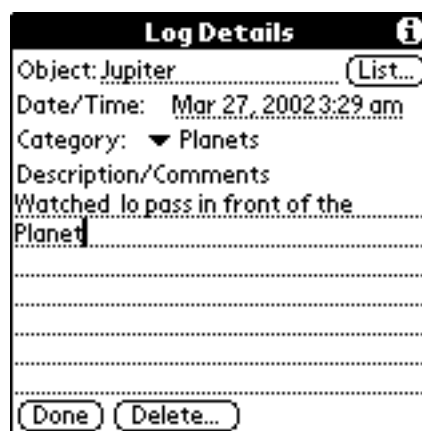 Log Details i
Object: Jupiter List...
Date/Time: Mar 27, 2002 3:29 am
Category: Planets
Description/Comments
Watched Io pass in front of the
Planet
Done Delete...